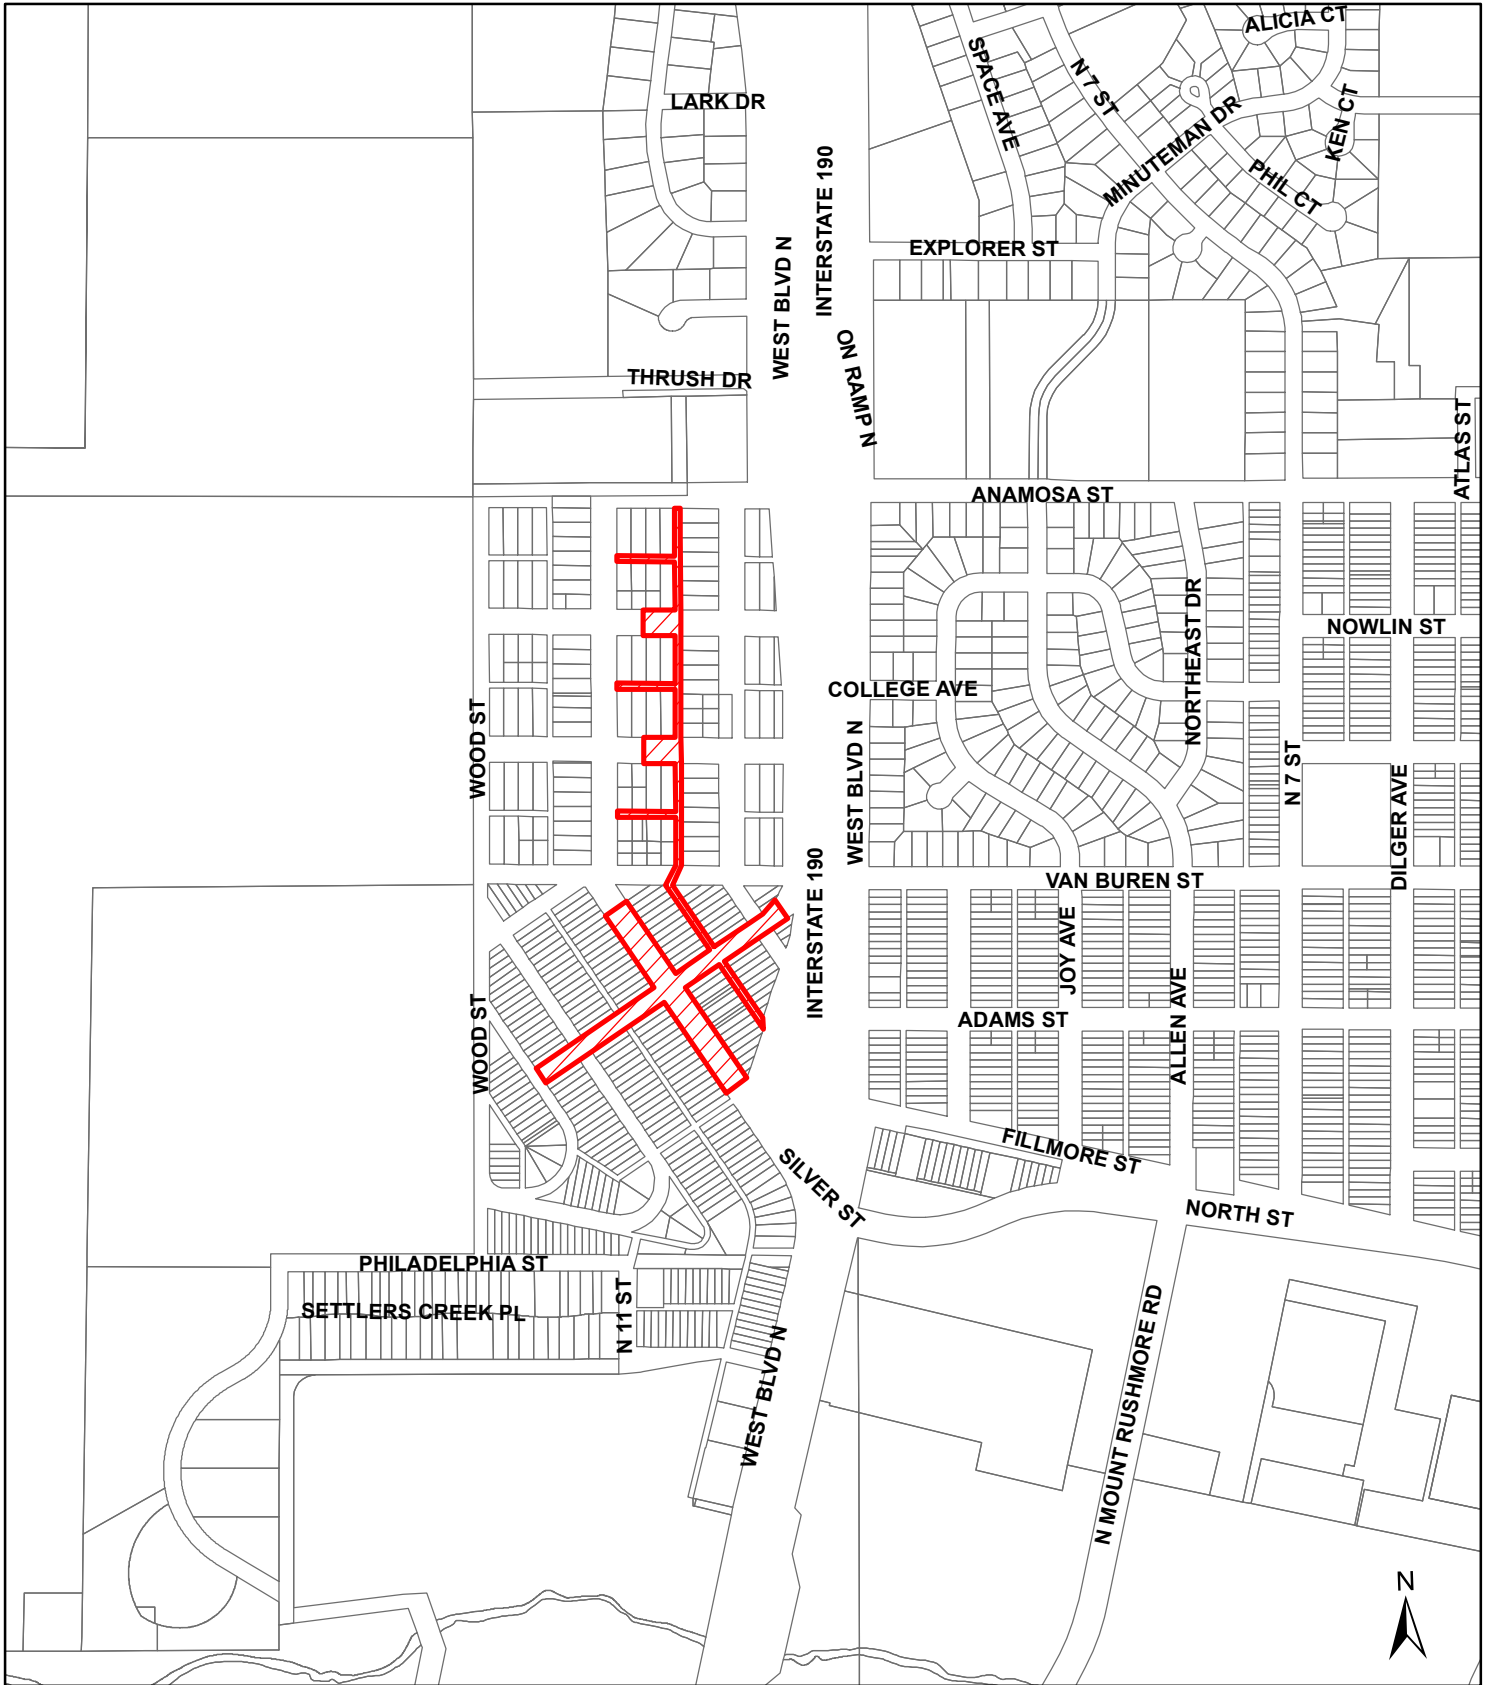 ALICIA CT
SPACE AVE
N 7 ST
LARK DR
MINUTEMAN DR
KEN CT
PHIL CT
INTERSTATE 190
WEST BLVD N
EXPLORER ST
ON RAMP N
THRUSH DR
ATLAS ST
ANAMOSA ST
NORTHEAST DR
NOWLIN ST
COLLEGE AVE
WOOD ST
WEST BLVD N
N 7 ST
DILGER AVE
INTERSTATE 190
VAN BUREN ST
JOY AVE
ALLEN AVE
WOOD ST
ADAMS ST
FILLMORE ST
SILVER ST
NORTH ST
PHILADELPHIA ST
SETTLERS CREEK PL
N 11 ST
WEST BLVD N
N MOUNT RUSHMORE RD
N